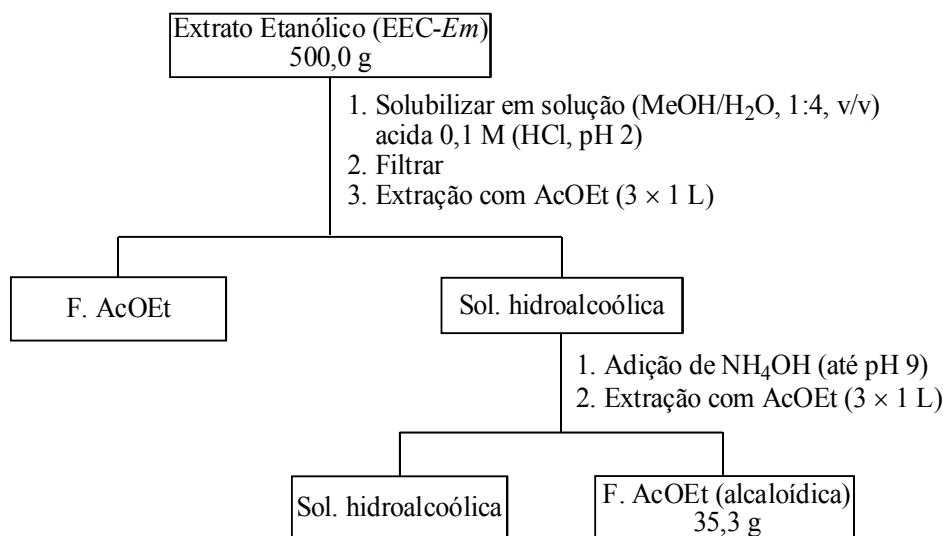 Extrato Etanólico (EEC-Em)
500,0 g
1. Solubilizar em solução (MeOH/H₂O, 1:4, v/v)
acida 0,1 M (HCl, pH 2)
2. Filtrar
3. Extração com AcOEt (3 × 1 L)
F. AcOEt
Sol. hidroalcoólica
1. Adição de NH₄OH (até pH 9)
2. Extração com AcOEt (3 × 1 L)
Sol. hidroalcoólica
F. AcOEt (alcaloídica)
35,3 g